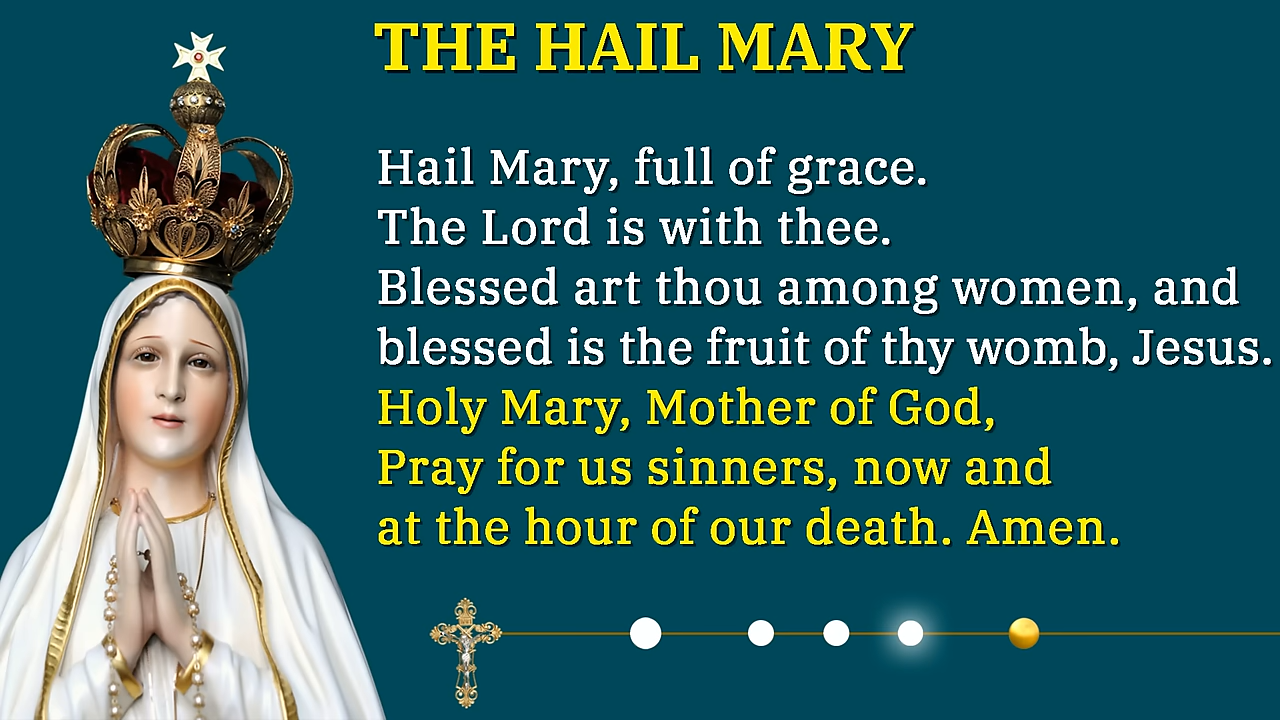 THE HAIL MARY
Hail Mary, full of grace.
The Lord is with thee.
Blessed art thou among women, and
blessed is the fruit of thy womb, Jesus.
Holy Mary, Mother of God,
Pray for us sinners, now and
at the hour of our death. Amen.